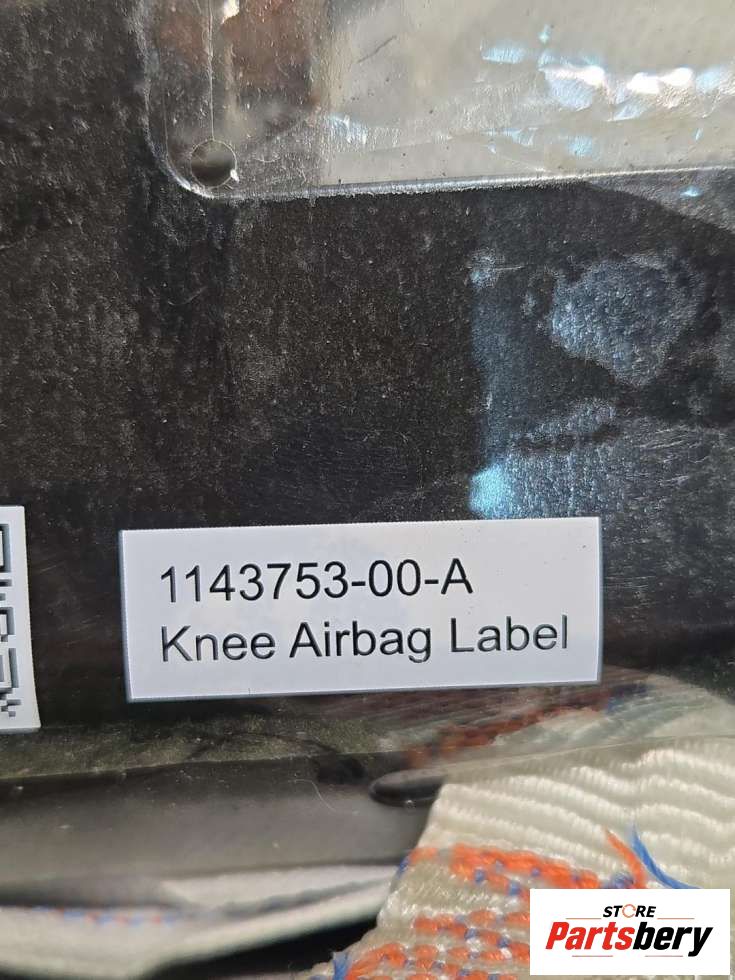 1143753-00-A
Knee Airbag Label
STORE
Partsbery